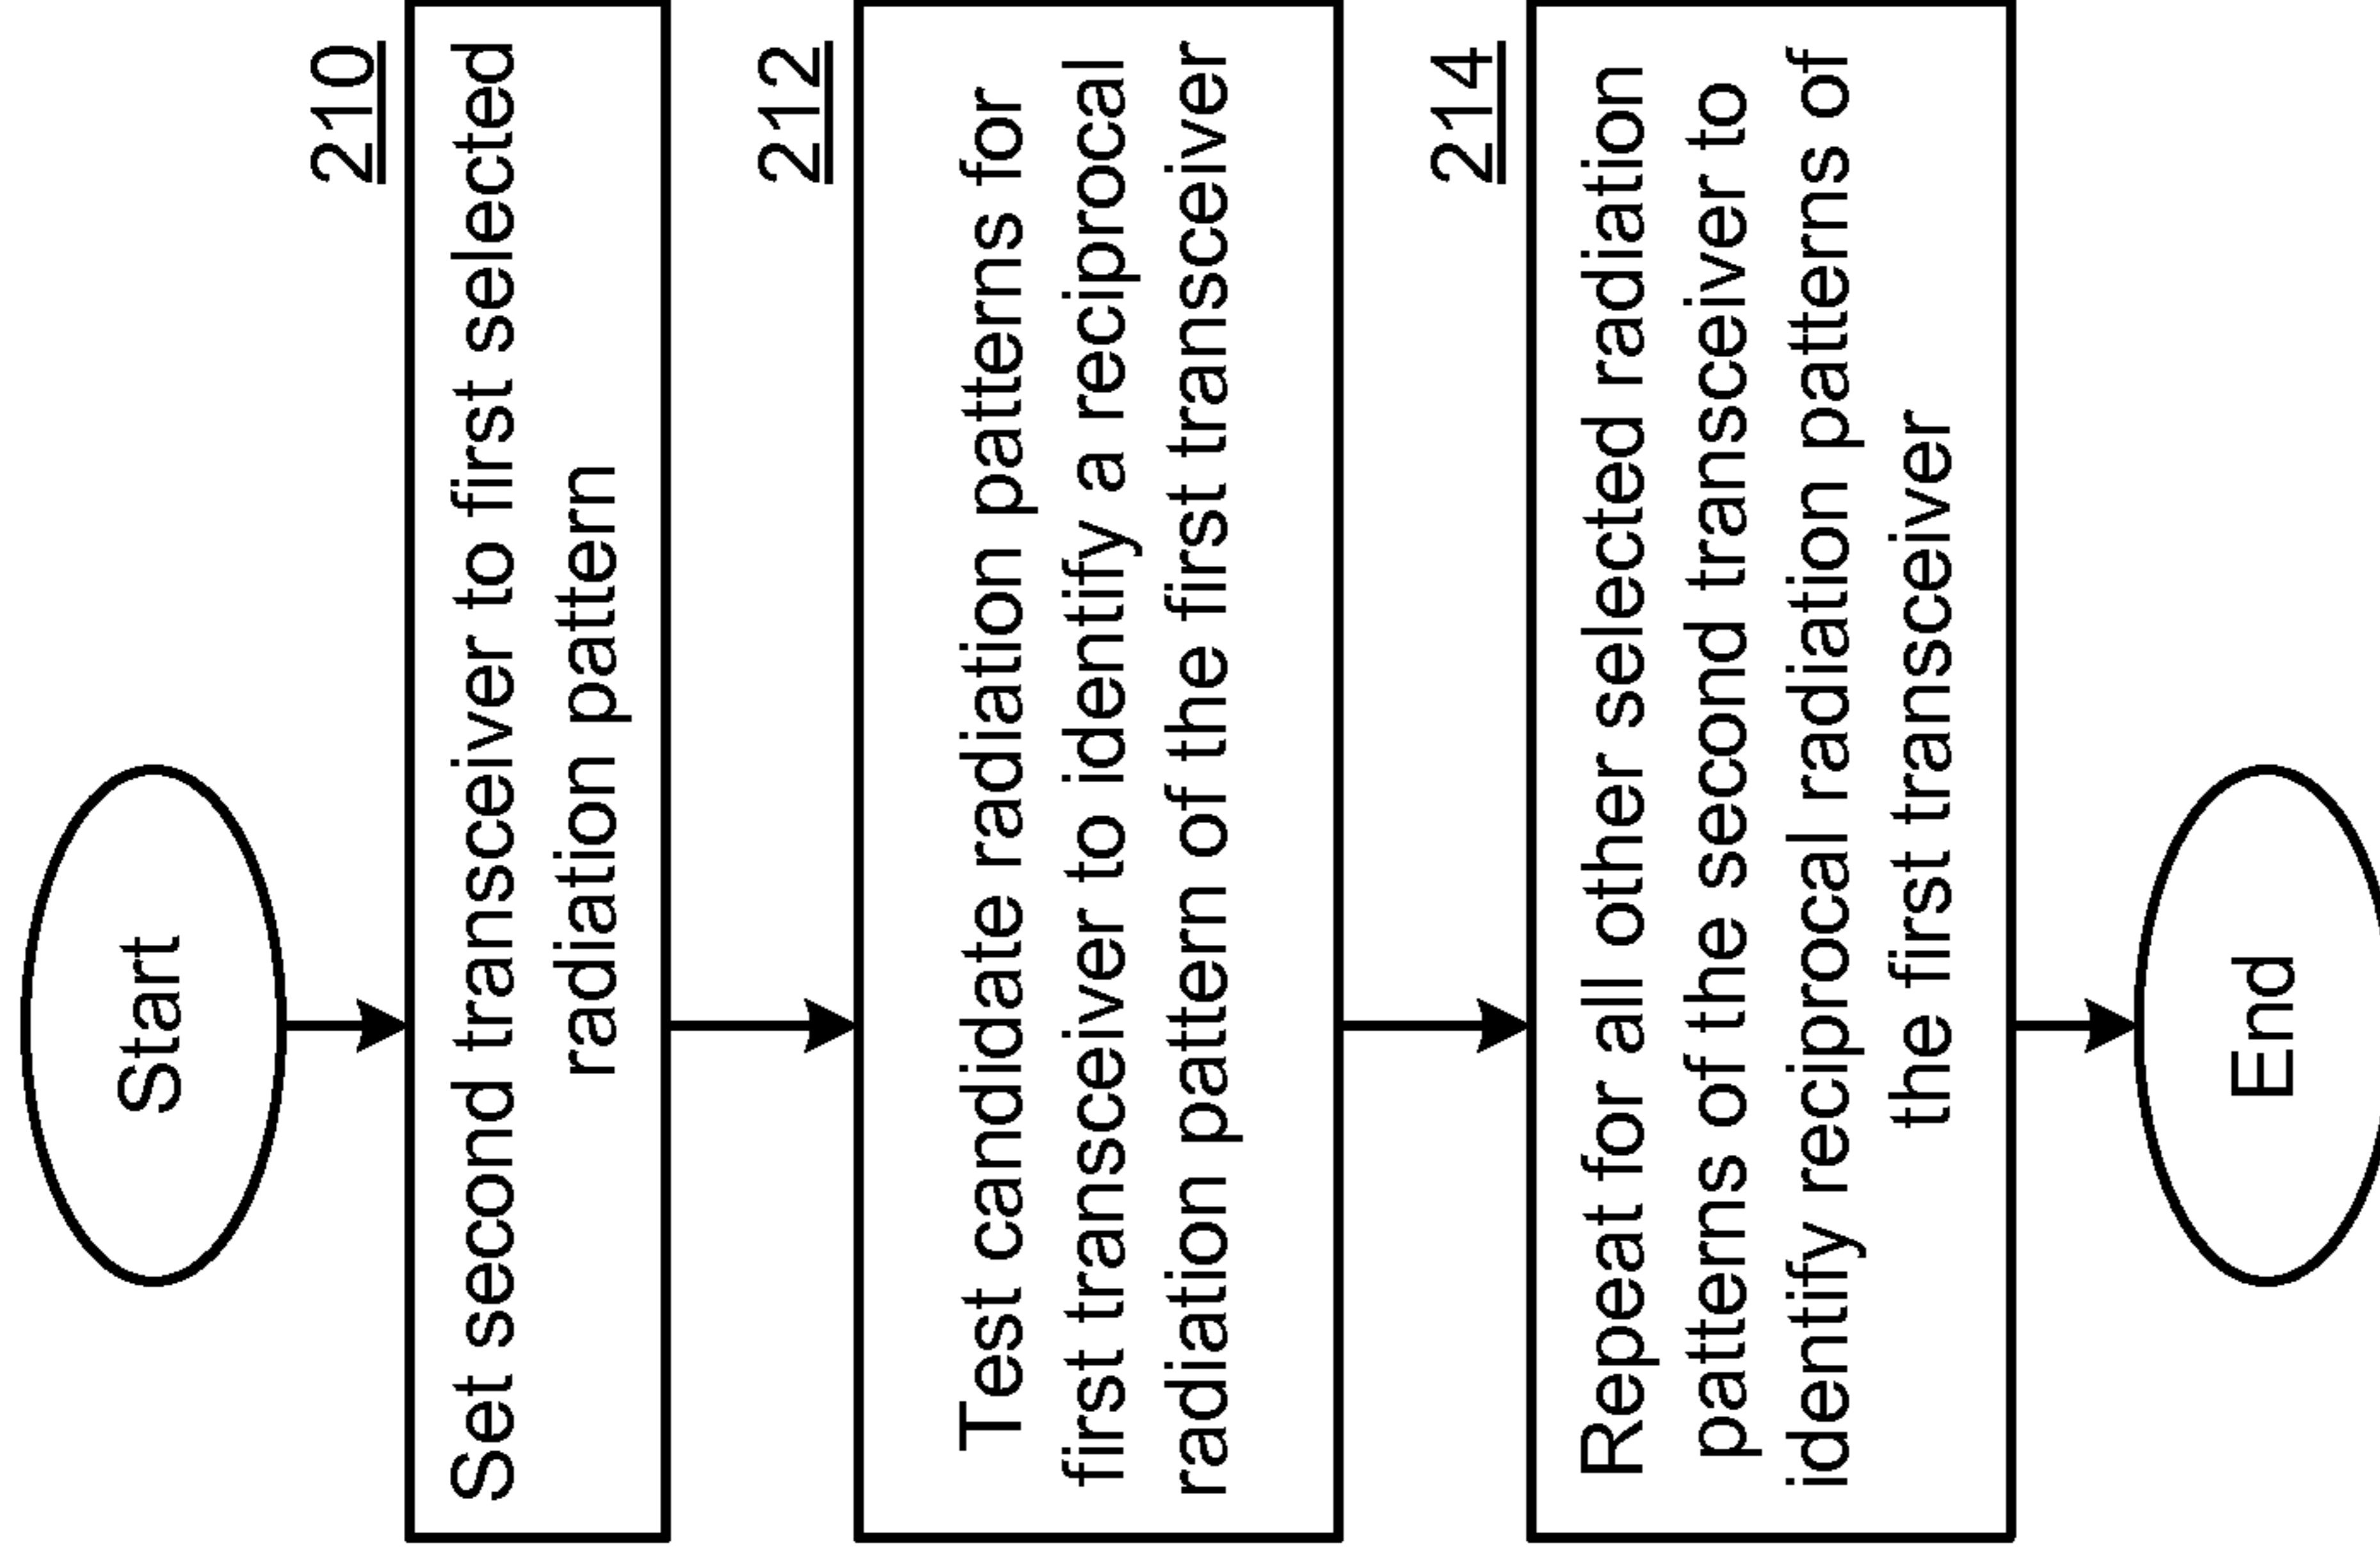 Start
210
Set second transceiver to first selected
radiation pattern
212
Test candidate radiation patterns for
first transceiver to identify a reciprocal
radiation pattern of the first transceiver
214
Repeat for all other selected radiation
patterns of the second transceiver to
identify reciprocal radiation patterns of
the first transceiver
End